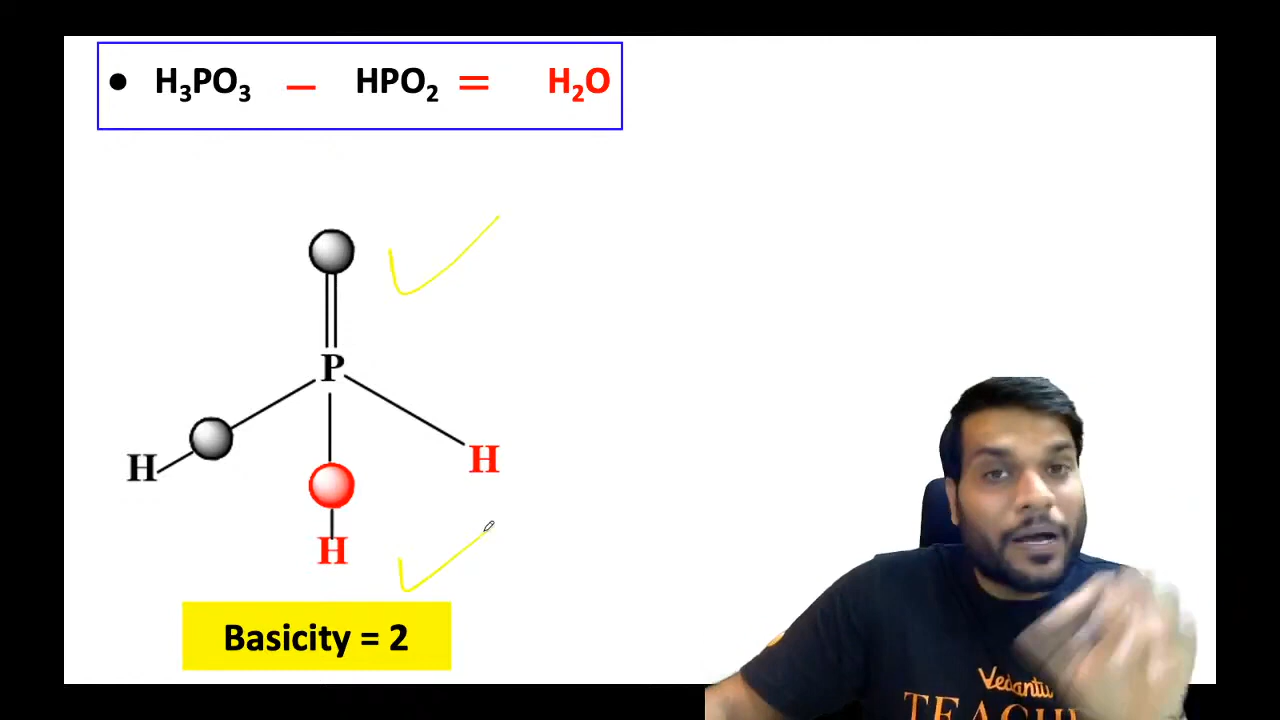 • H₃PO₃ – HPO₂ = H₂O
P
H
H
H
Basicity = 2
Vedantu